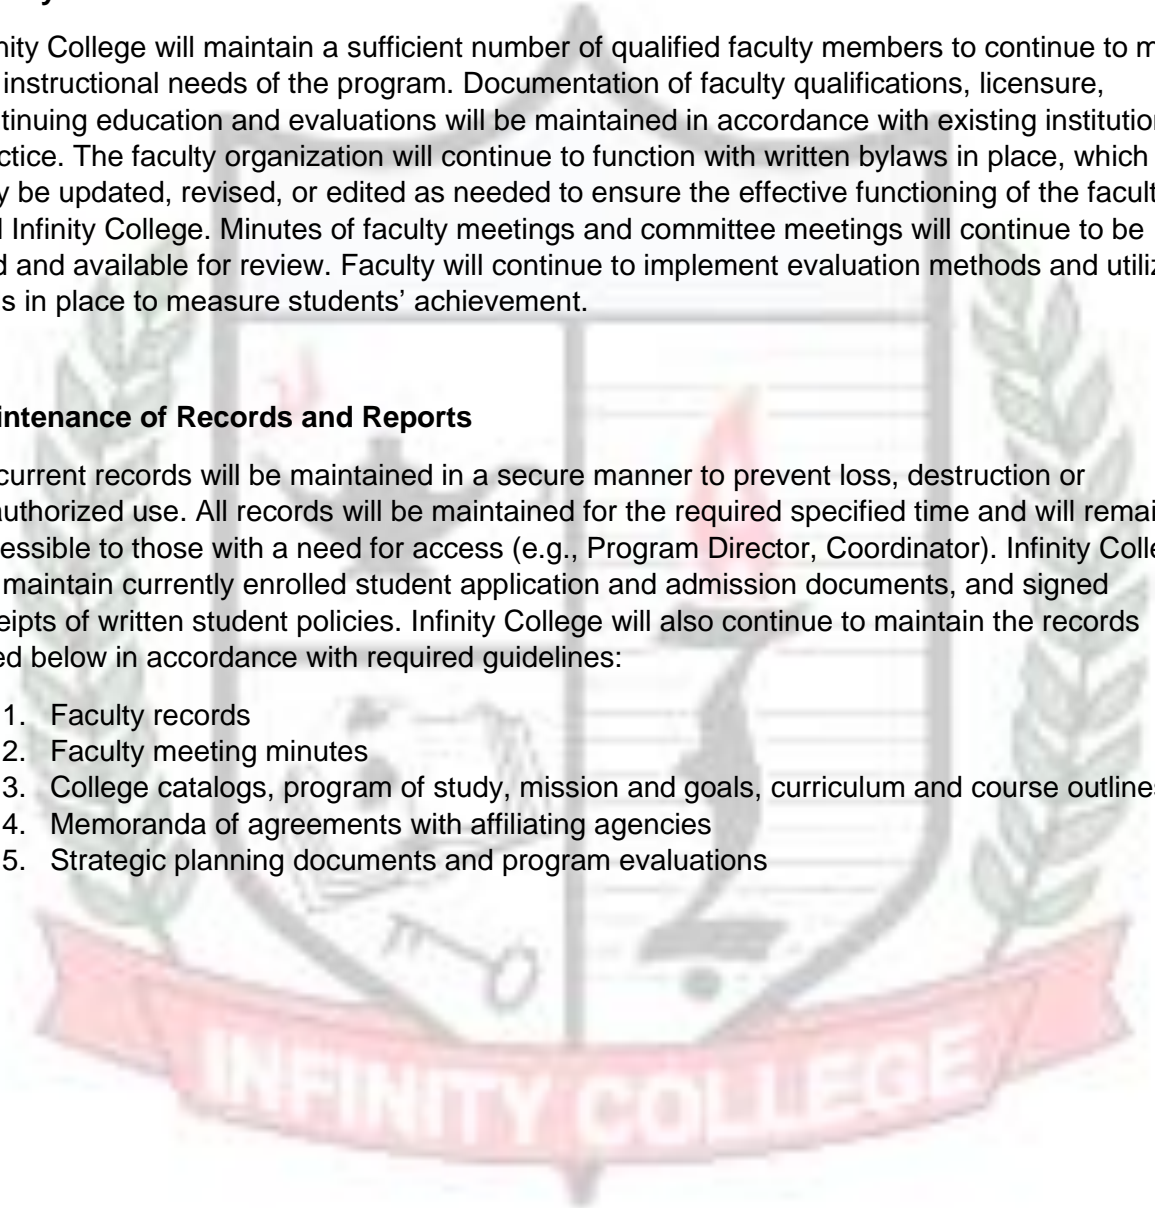 nity College will maintain a sufficient number of qualified faculty members to continue to m
instructional needs of the program. Documentation of faculty qualifications, licensure,
tinuing education and evaluations will be maintained in accordance with existing institution
ctice. The faculty organization will continue to function with written bylaws in place, which
y be updated, revised, or edited as needed to ensure the effective functioning of the facult
Infinity College. Minutes of faculty meetings and committee meetings will continue to be
d and available for review. Faculty will continue to implement evaluation methods and utiliz
s in place to measure students’ achievement.
intenance of Records and Reports
current records will be maintained in a secure manner to prevent loss, destruction or
authorized use. All records will be maintained for the required specified time and will remai
essible to those with a need for access (e.g., Program Director, Coordinator). Infinity Colle
maintain currently enrolled student application and admission documents, and signed
eipts of written student policies. Infinity College will also continue to maintain the records
ed below in accordance with required guidelines:
1. Faculty records
2. Faculty meeting minutes
3. College catalogs, program of study, mission and goals, curriculum and course outlines
4. Memoranda of agreements with affiliating agencies
5. Strategic planning documents and program evaluations
INFINITY COLLEGE